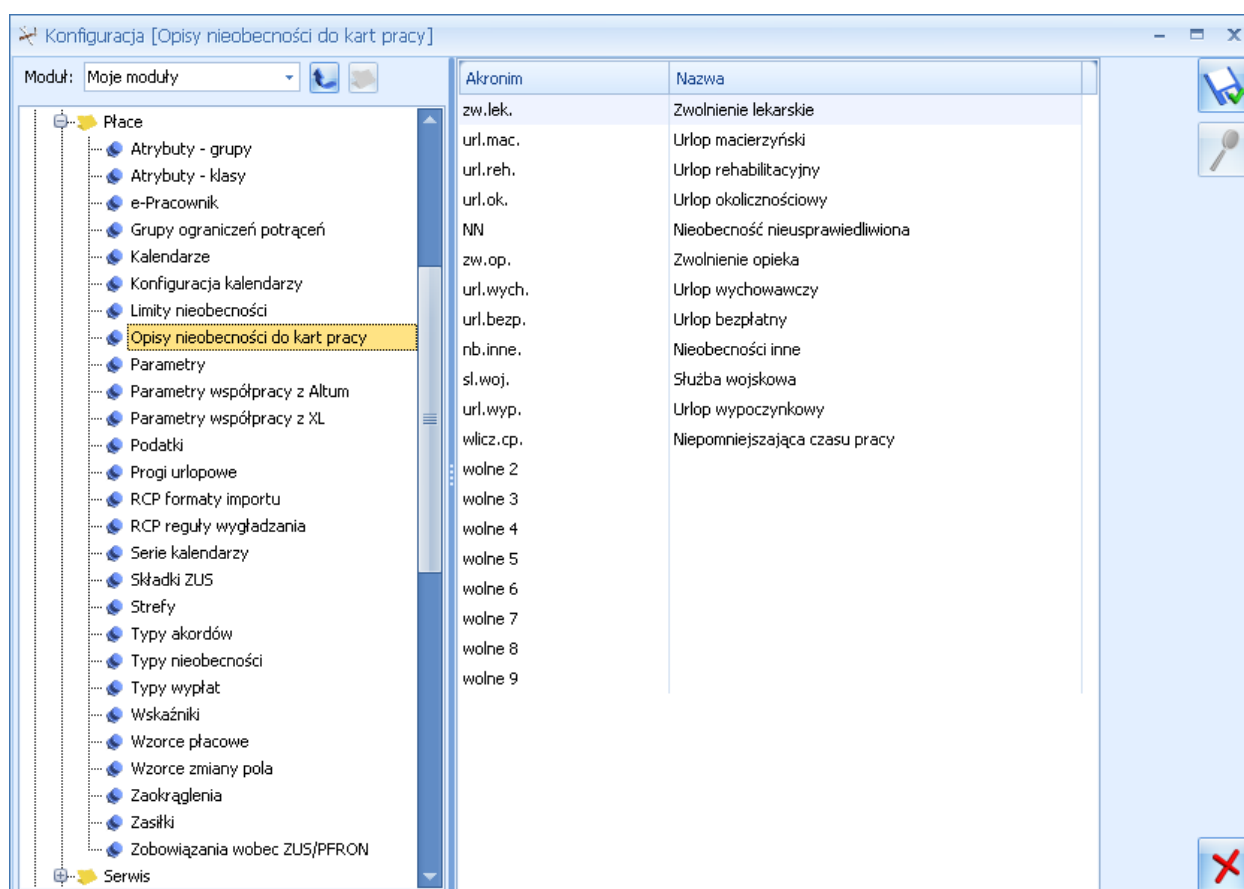 Konfiguracja [Opisy nieobecności do kart pracy]
Moduł: Moje moduły
Płace
Atrybuty - grupy
Atrybuty - klasy
e-Pracownik
Grupy ograniczeń potrąceń
Kalendarze
Konfiguracja kalendarzy
Limity nieobecności
Opisy nieobecności do kart pracy
Parametry
Parametry współpracy z Altum
Parametry współpracy z XL
Podatki
Progi urlopowe
RCP formaty importu
RCP reguły wygładzania
Serie kalendarzy
Składki ZUS
Strefy
Typy akordów
Typy nieobecności
Typy wypłat
Wskaźniki
Wzorce płacowe
Wzorce zmiany pola
Zaokrąglenia
Zasiłki
Zobowiązania wobec ZUS/PFRON
Serwis
Akronim Nazwa
zw.lek. Zwolnienie lekarskie
url.mac. Urlop macierzyński
url.reh. Urlop rehabilitacyjny
url.ok. Urlop okolicznościowy
NN Nieobecność nieusprawiedliwiona
zw.op. Zwolnienie opieka
url.wych. Urlop wychowawczy
url.bezp. Urlop bezpłatny
nb.inne. Nieobecności inne
sl.woj. Służba wojskowa
url.wyp. Urlop wypoczynkowy
wlicz.cp. Niepomniejszająca czasu pracy
wolne 2
wolne 3
wolne 4
wolne 5
wolne 6
wolne 7
wolne 8
wolne 9